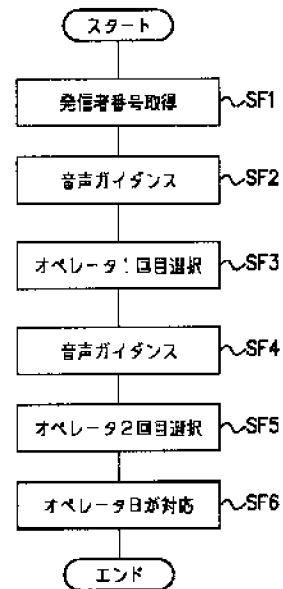 スタート
発信者番号取得 SF1
音声ガイダンス SF2
オペレータ1回目選択 SF3
音声ガイダンス SF4
オペレータ2回目選択 SF5
オペレータBが対応 SF6
エンド